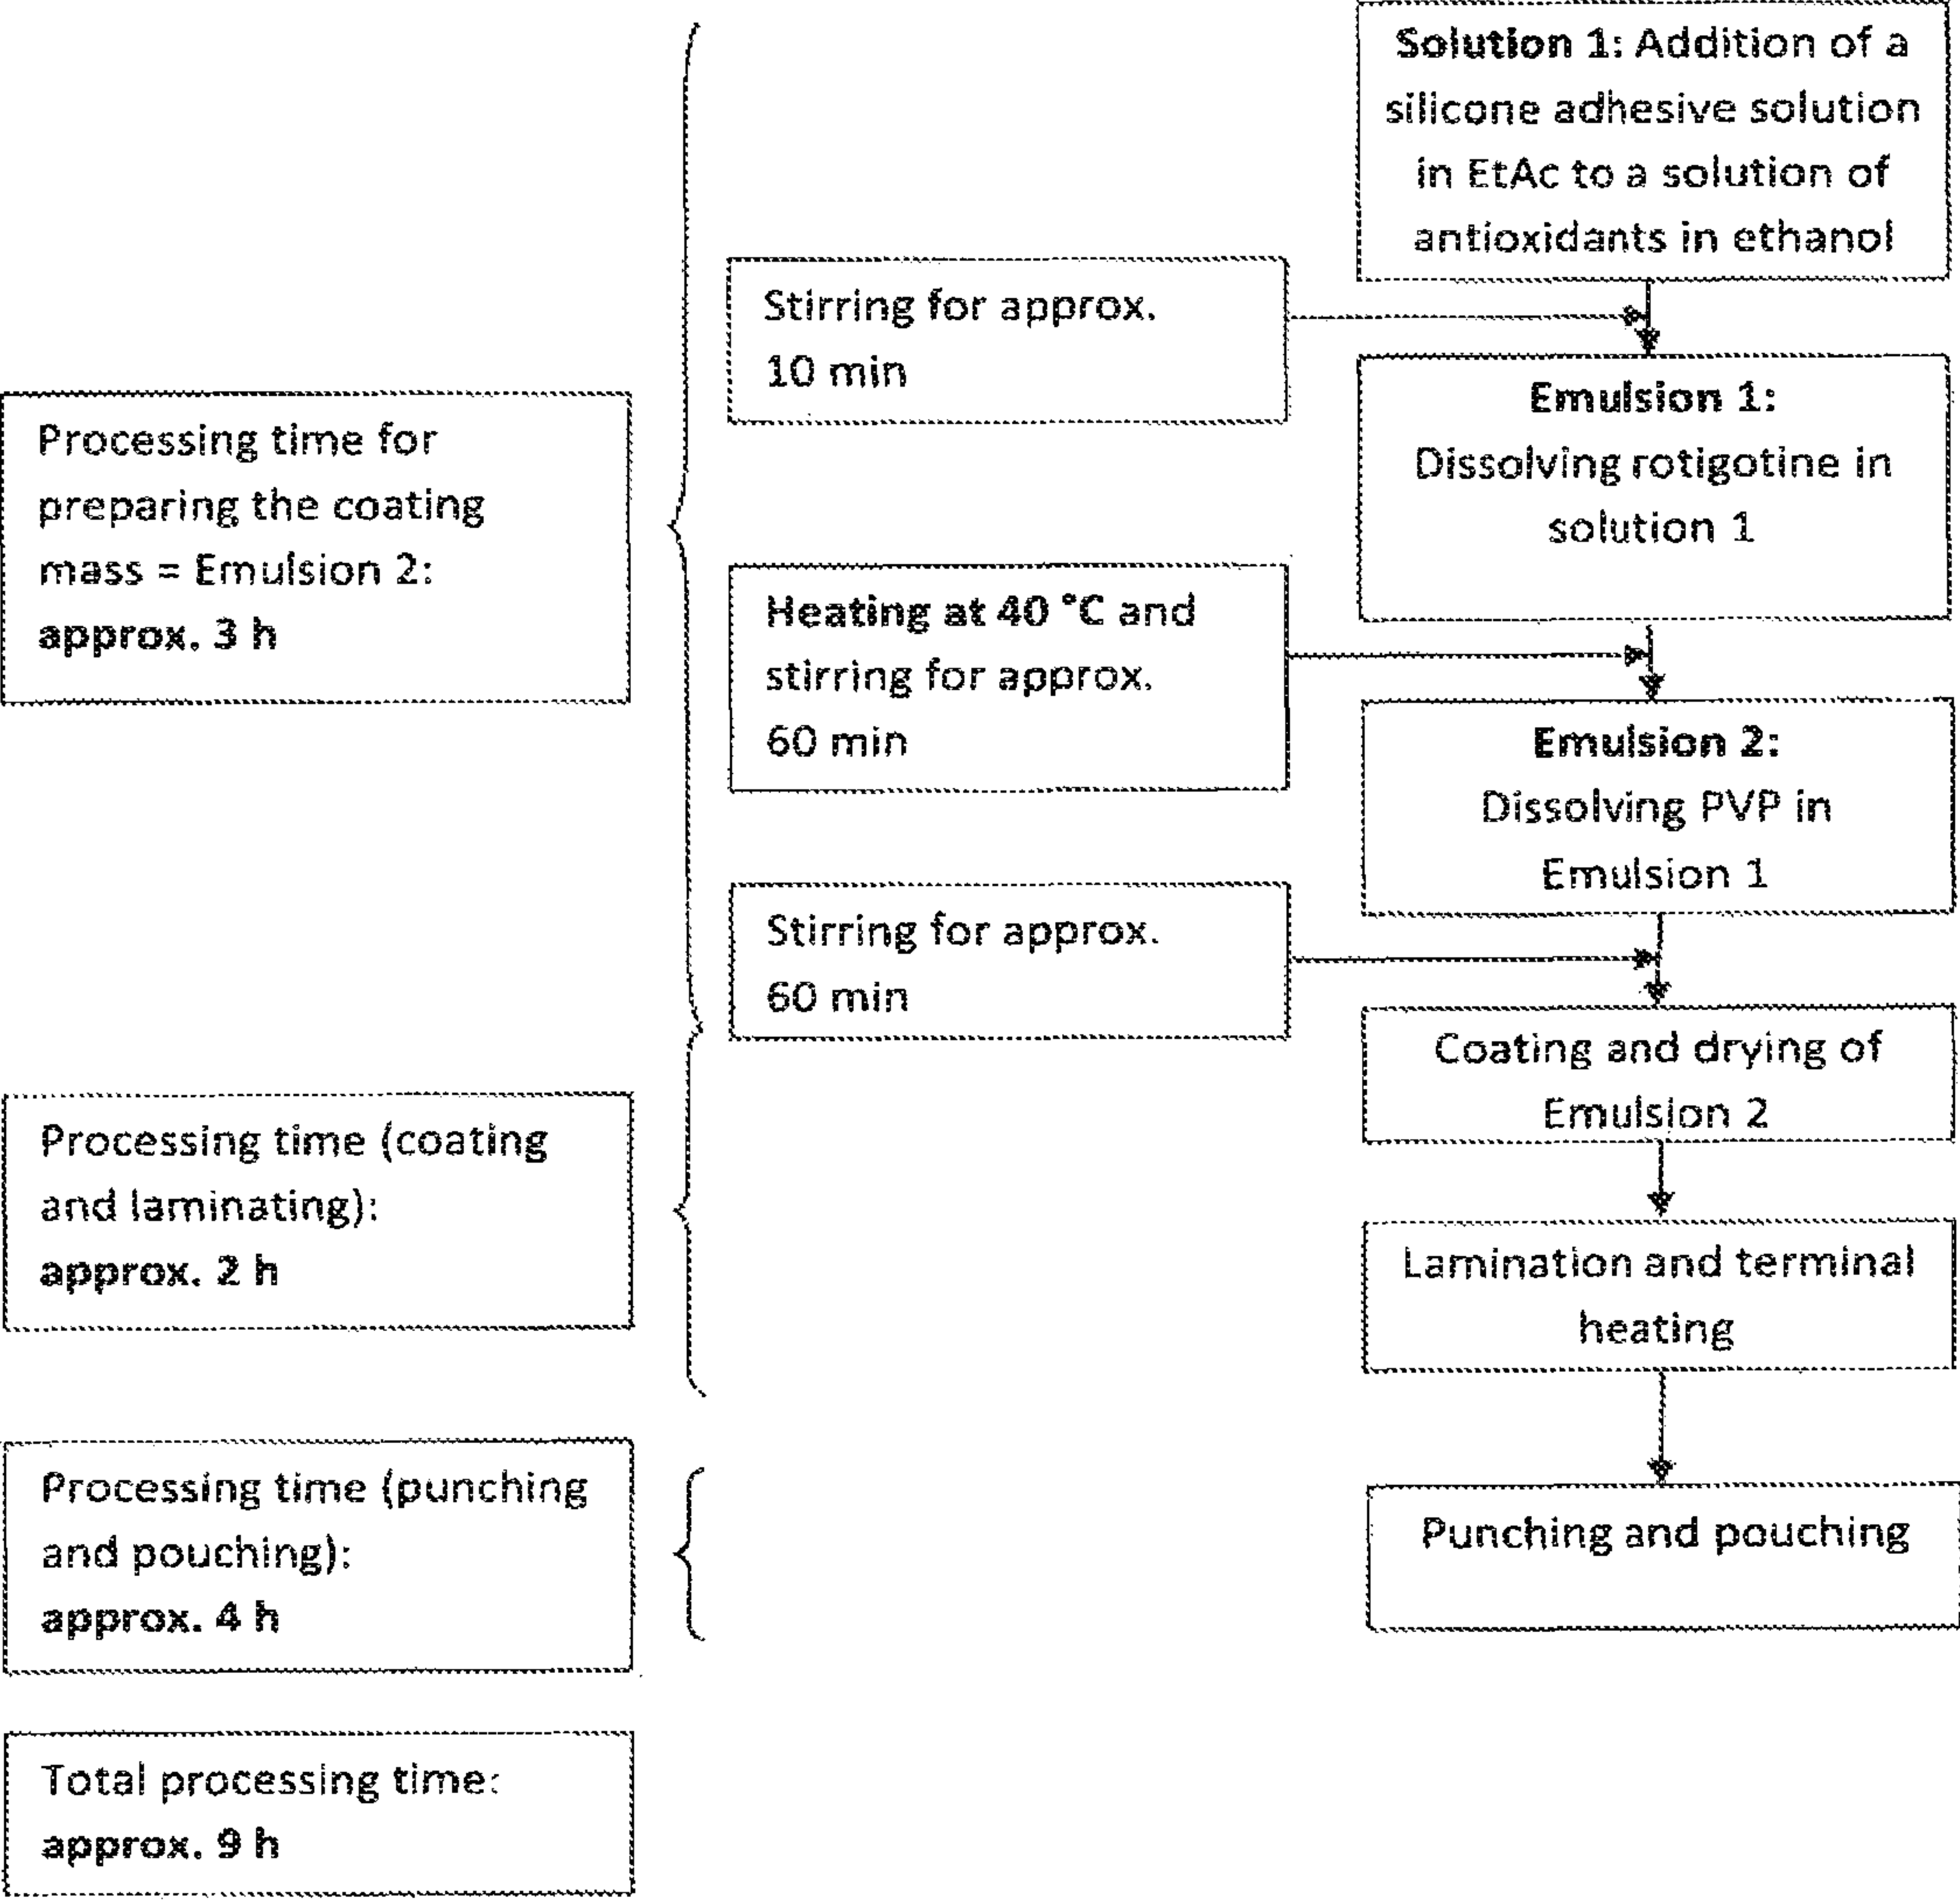 Solution 1: Addition of a
silicone adhesive solution
in EtAc to a solution of
antioxidants in ethanol
Stirring for approx.
10 min
Emulsion 1:
Dissolving rotigotine in
solution 1
Processing time for
preparing the coating
mass = Emulsion 2:
approx. 3 h
Heating at 40 °C and
stirring for approx.
60 min
Emulsion 2:
Dissolving PVP in
Emulsion 1
Stirring for approx.
60 min
Coating and drying of
Emulsion 2
Processing time (coating
and laminating):
approx. 2 h
Lamination and terminal
heating
Processing time (punching
and pouching):
approx. 4 h
Punching and pouching
Total processing time:
approx. 9 h